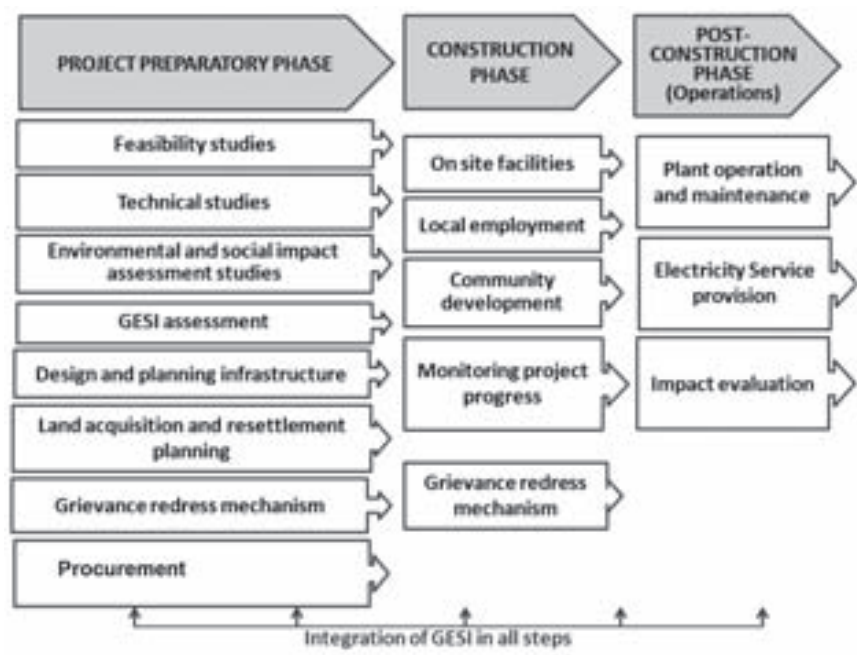 PROJECT PREPARATORY PHASE
Feasibility studies
Technical studies
Environmental and social impact
assessment studies
GESI assessment
Design and planning infrastructure
Land acquisition and resettlement
planning
Grievance redress mechanism
Procurement
CONSTRUCTION
PHASE
On site facilities
Local employment
Community
development
Monitoring project
progress
Grievance redress
mechanism
POST-
CONSTRUCTION
PHASE
(Operations)
Plant operation
and maintenance
Electricity Service
provision
Impact evaluation
Integration of GESI in all steps